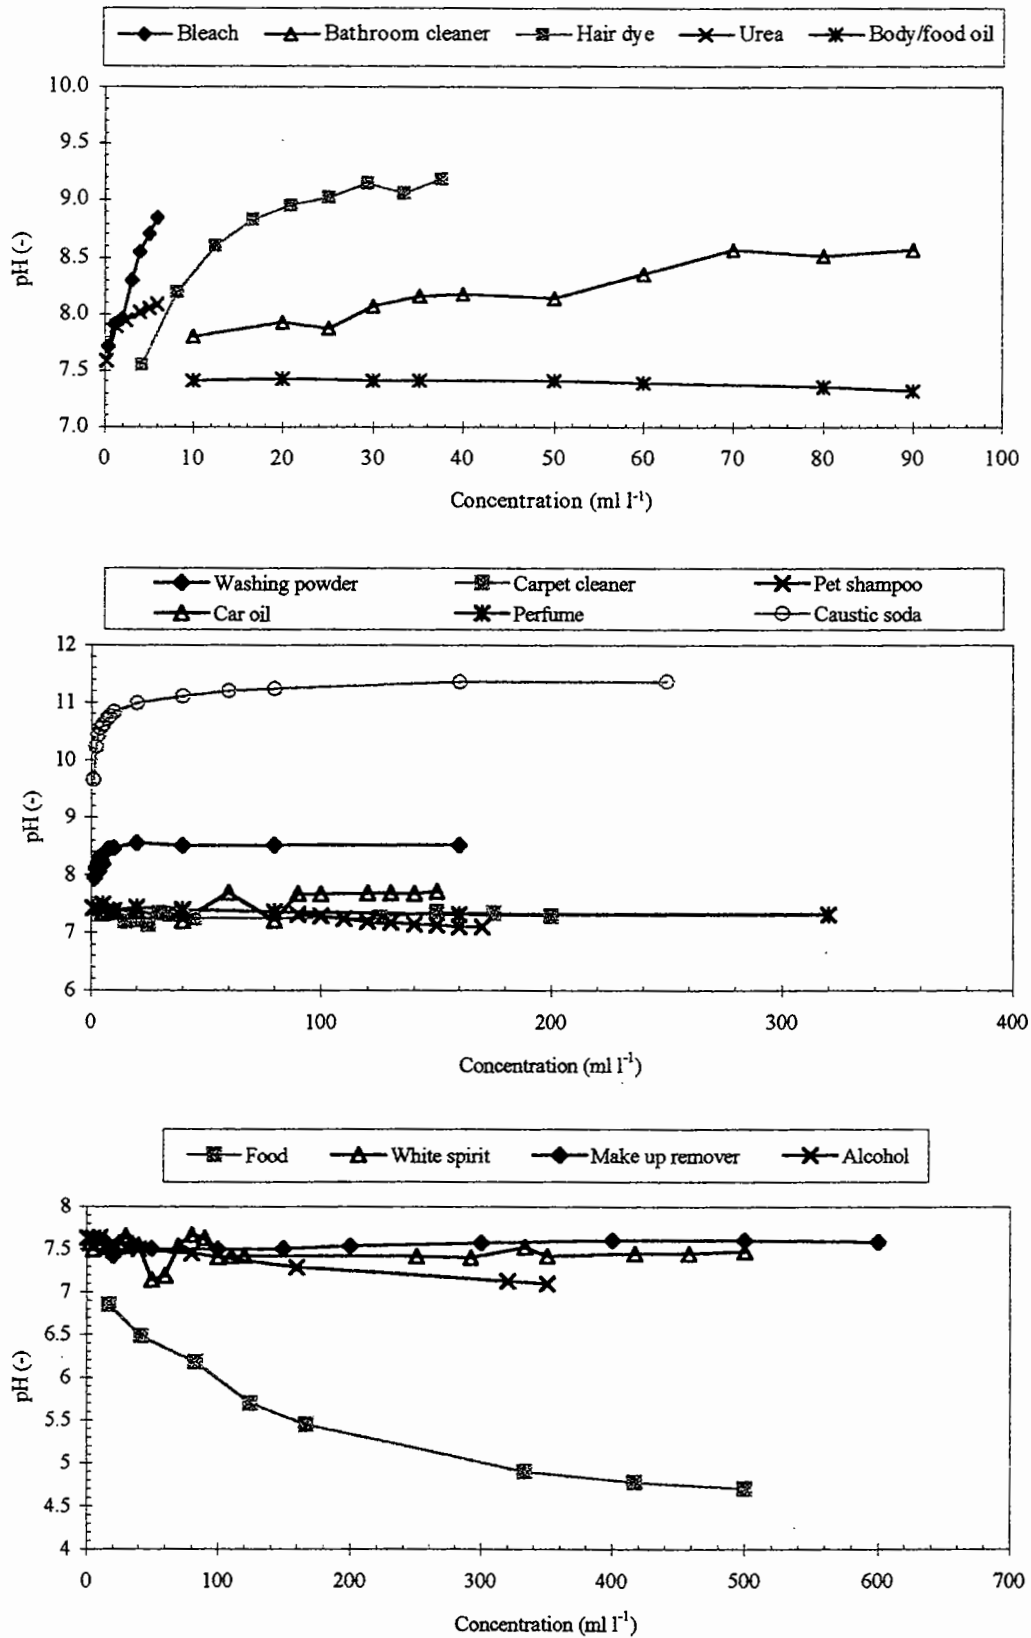 Bleach Bathroom cleaner Hair dye Urea Body/food oil
10.0
9.5
9.0
8.5
8.0
7.5
7.0
pH (-)
0 10 20 30 40 50 60 70 80 90 100
Concentration (ml l⁻¹)
Washing powder Carpet cleaner Pet shampoo
Car oil Perfume Caustic soda
12
11
10
9
8
7
6
pH (-)
0 100 200 300 400
Concentration (ml l⁻¹)
Food White spirit Make up remover Alcohol
8
7.5
7
6.5
6
5.5
5
4.5
4
pH (-)
0 100 200 300 400 500 600 700
Concentration (ml l⁻¹)